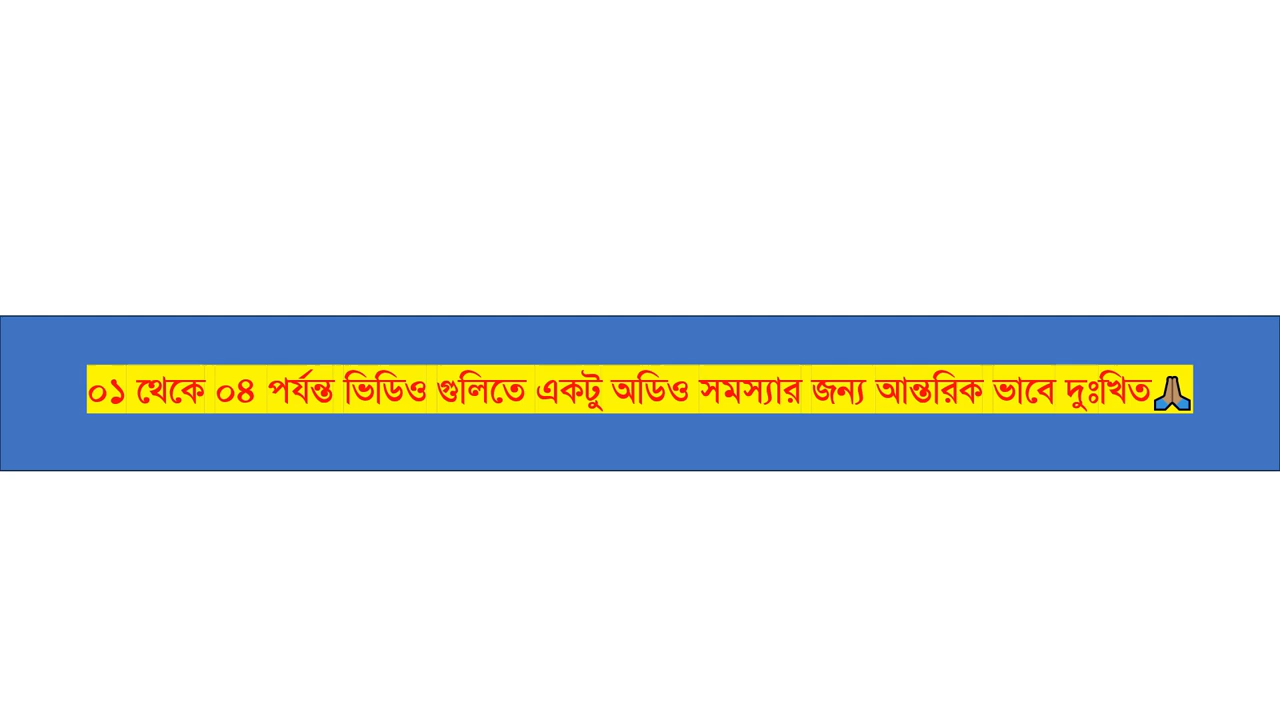 ০১ থেকে ০৪ পর্যন্ত ভিডিও গুলিতে একটু অডিও সমস্যার জন্য আন্তরিক ভাবে দুঃখিত🙏🏽